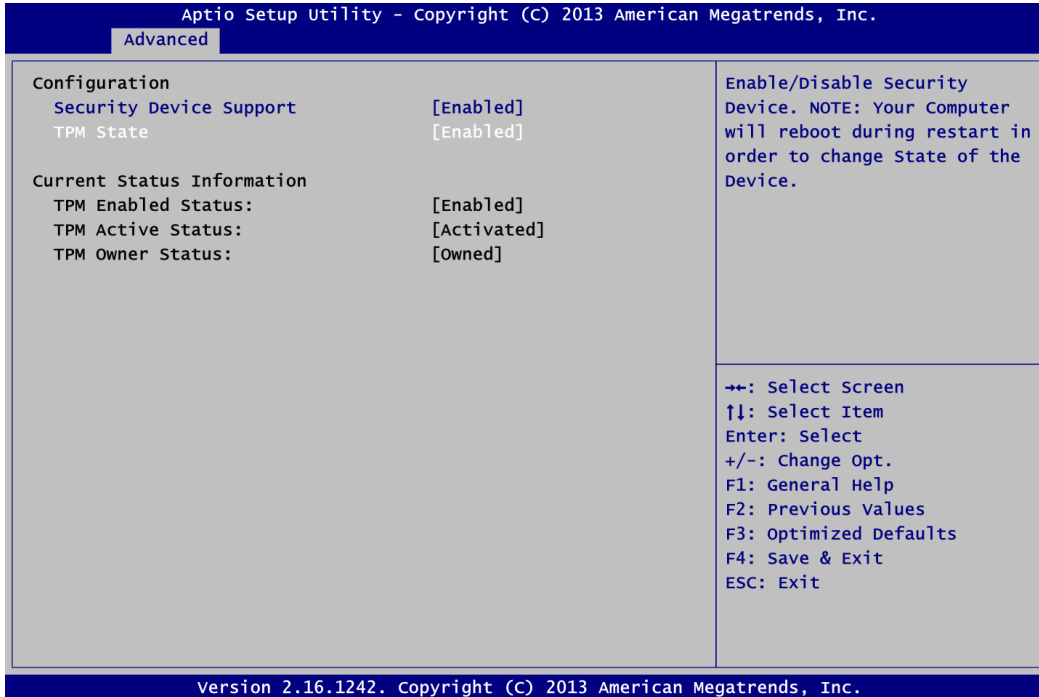 Aptio Setup Utility - Copyright (C) 2013 American Megatrends, Inc.
Advanced
Configuration
Security Device Support [Enabled]
TPM State [Enabled]
Current Status Information
TPM Enabled Status: [Enabled]
TPM Active Status: [Activated]
TPM Owner Status: [Owned]
Enable/Disable Security
Device. NOTE: Your Computer
will reboot during restart in
order to change State of the
Device.
→←: Select Screen
↑↓: Select Item
Enter: Select
+/-: Change Opt.
F1: General Help
F2: Previous Values
F3: Optimized Defaults
F4: Save & Exit
ESC: Exit
Version 2.16.1242. Copyright (C) 2013 American Megatrends, Inc.